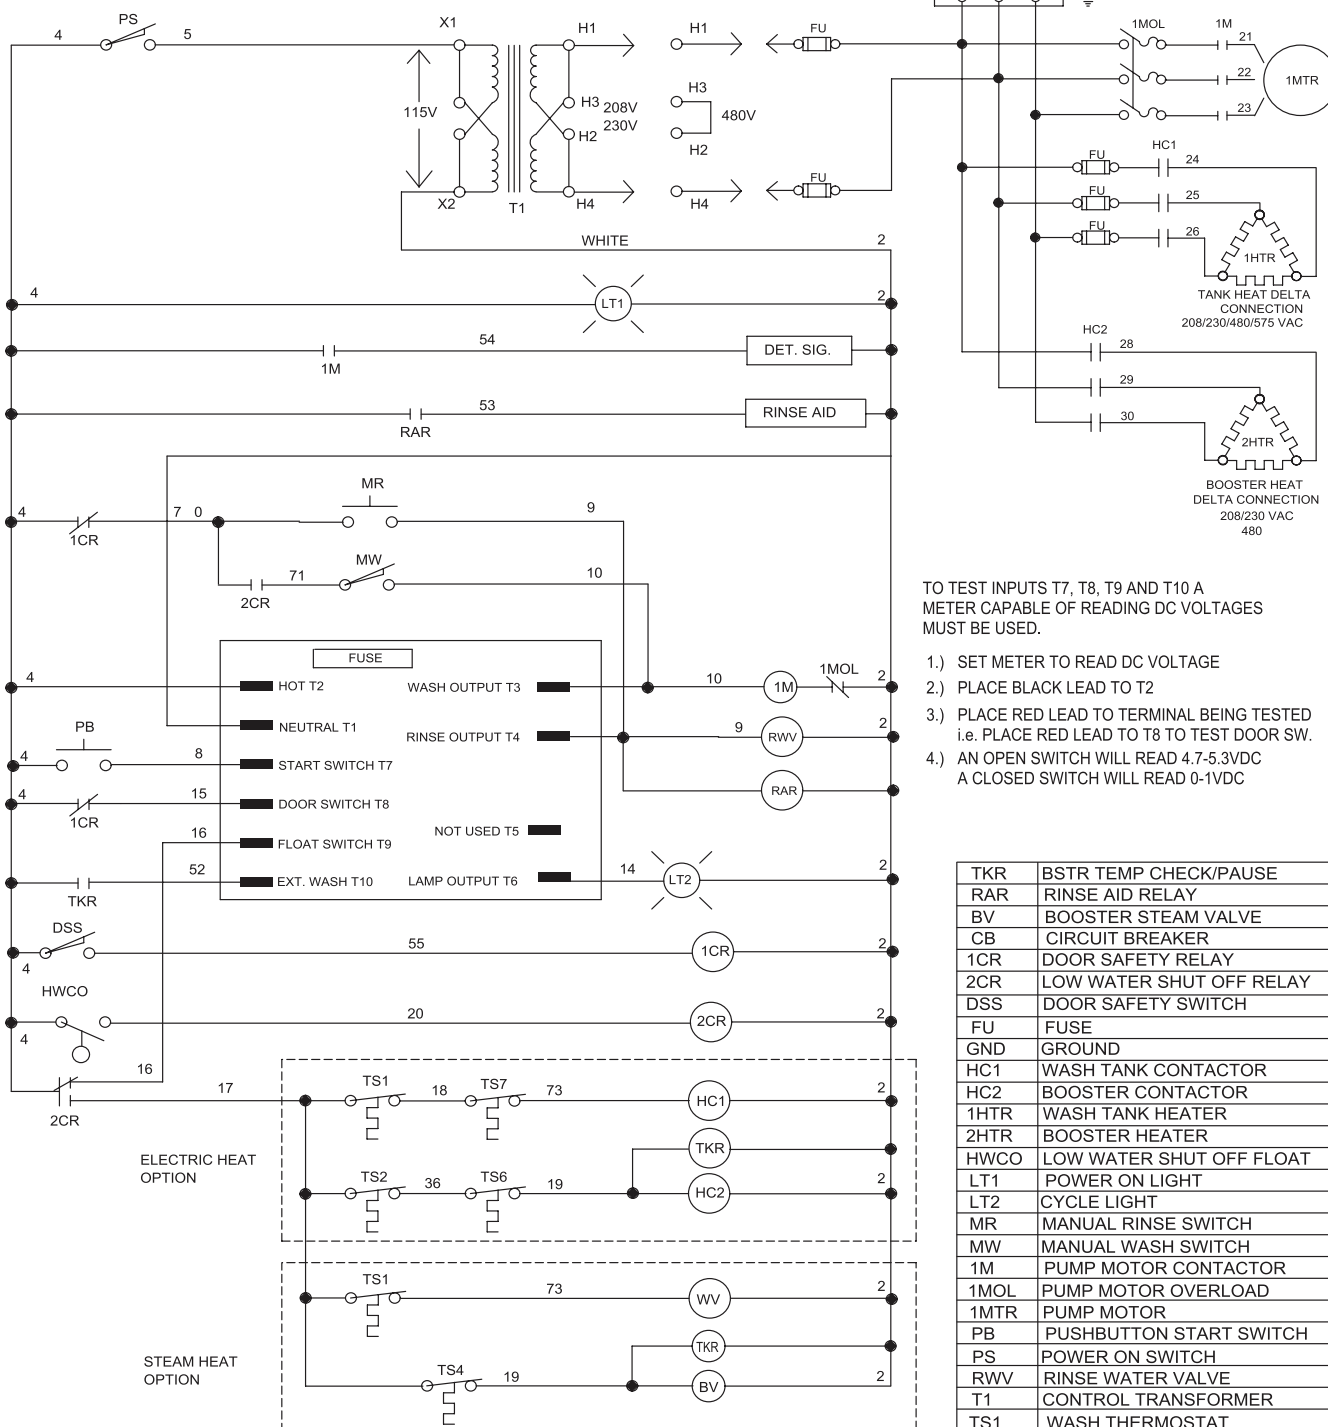 4
PS
5
X1
115V
X2
T1
H1
H3
208V
230V
H2
H4
H1
H3
480V
H2
H4
FU
FU
1MOL
1M
21
22
23
1MTR
FU
HC1
24
FU
25
FU
26
1HTR
TANK HEAT DELTA
CONNECTION
208/230/480/575 VAC
HC2
28
29
30
2HTR
BOOSTER HEAT
DELTA CONNECTION
208/230 VAC
480
WHITE
2
4
LT1
2
54
1M
DET. SIG.
53
RAR
RINSE AID
4
1CR
7 0
MR
9
2CR
71
MW
10
FUSE
4
HOT T2
WASH OUTPUT T3
10
1M
1MOL
2
NEUTRAL T1
RINSE OUTPUT T4
9
RWV
2
PB
4
8
START SWITCH T7
4
1CR
15
DOOR SWITCH T8
RAR
16
FLOAT SWITCH T9
NOT USED T5
TKR
52
EXT. WASH T10
LAMP OUTPUT T6
14
LT2
2
DSS
4
55
1CR
2
HWCO
4
20
2CR
2
16
2CR
17
ELECTRIC HEAT
OPTION
TS1
18
TS7
73
HC1
2
TKR
TS2
36
TS6
19
HC2
2
STEAM HEAT
OPTION
TS1
73
WV
2
TKR
TS4
19
BV
2
TO TEST INPUTS T7, T8, T9 AND T10 A
METER CAPABLE OF READING DC VOLTAGES
MUST BE USED.
1.) SET METER TO READ DC VOLTAGE
2.) PLACE BLACK LEAD TO T2
3.) PLACE RED LEAD TO TERMINAL BEING TESTED
i.e. PLACE RED LEAD TO T8 TO TEST DOOR SW.
4.) AN OPEN SWITCH WILL READ 4.7-5.3VDC
A CLOSED SWITCH WILL READ 0-1VDC
TKR BSTR TEMP CHECK/PAUSE
RAR RINSE AID RELAY
BV BOOSTER STEAM VALVE
CB CIRCUIT BREAKER
1CR DOOR SAFETY RELAY
2CR LOW WATER SHUT OFF RELAY
DSS DOOR SAFETY SWITCH
FU FUSE
GND GROUND
HC1 WASH TANK CONTACTOR
HC2 BOOSTER CONTACTOR
1HTR WASH TANK HEATER
2HTR BOOSTER HEATER
HWCO LOW WATER SHUT OFF FLOAT
LT1 POWER ON LIGHT
LT2 CYCLE LIGHT
MR MANUAL RINSE SWITCH
MW MANUAL WASH SWITCH
1M PUMP MOTOR CONTACTOR
1MOL PUMP MOTOR OVERLOAD
1MTR PUMP MOTOR
PB PUSHBUTTON START SWITCH
PS POWER ON SWITCH
RWV RINSE WATER VALVE
T1 CONTROL TRANSFORMER
TS1 WASH THERMOSTAT